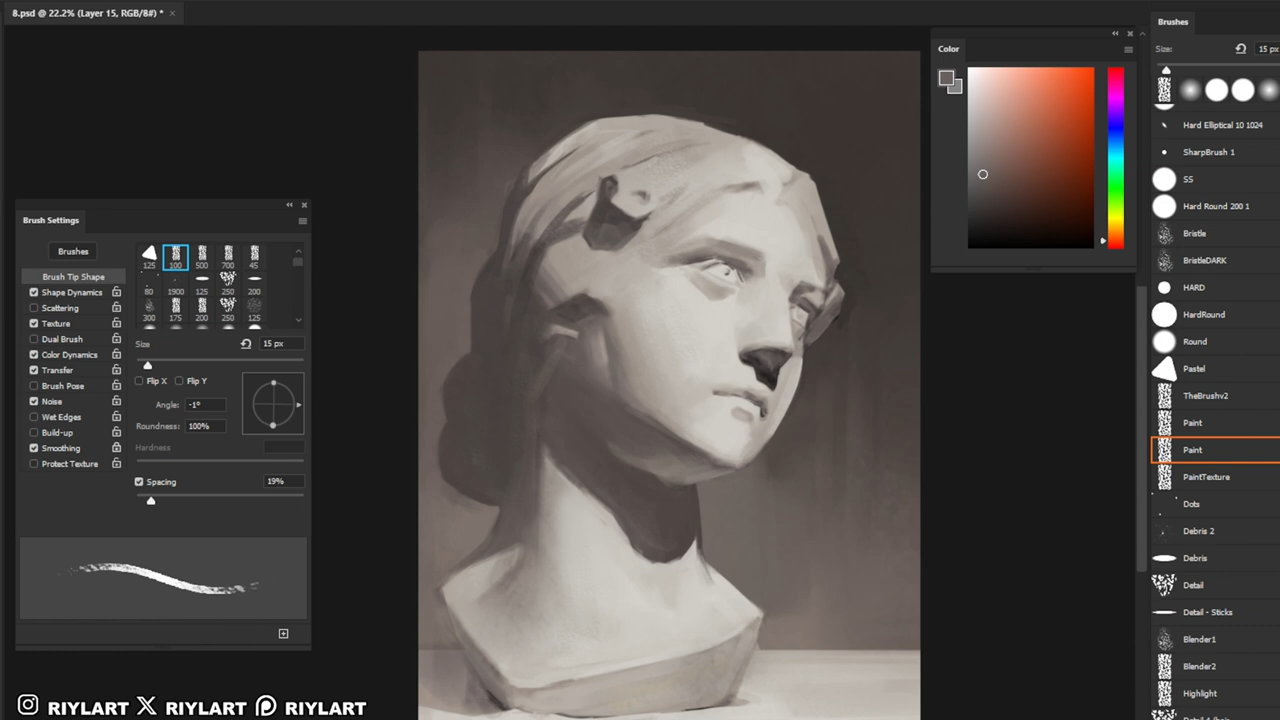 8.psd @ 22.2% (Layer 15, RGB/8#) * ×
Brush Settings
Brushes
Brush Tip Shape
Shape Dynamics
Scattering
Texture
Dual Brush
Color Dynamics
Transfer
Brush Pose
Noise
Wet Edges
Build-up
Smoothing
Protect Texture
125 100 500 700 45
80 1900 125 250 200
300 175 200 250 125
Size 15 px
Flip X Flip Y
Angle: -1°
Roundness: 100%
Hardness
Spacing 19%
Color
Brushes
Size: 15 px
Hard Elliptical 10 1024
SharpBrush 1
SS
Hard Round 200 1
Bristle
BristleDARK
HARD
HardRound
Round
Pastel
TheBrushv2
Paint
Paint
PaintTexture
Dots
Debris 2
Debris
Detail
Detail - Sticks
Blender1
Blender2
Highlight
RIYLART RIYLART RIYLART